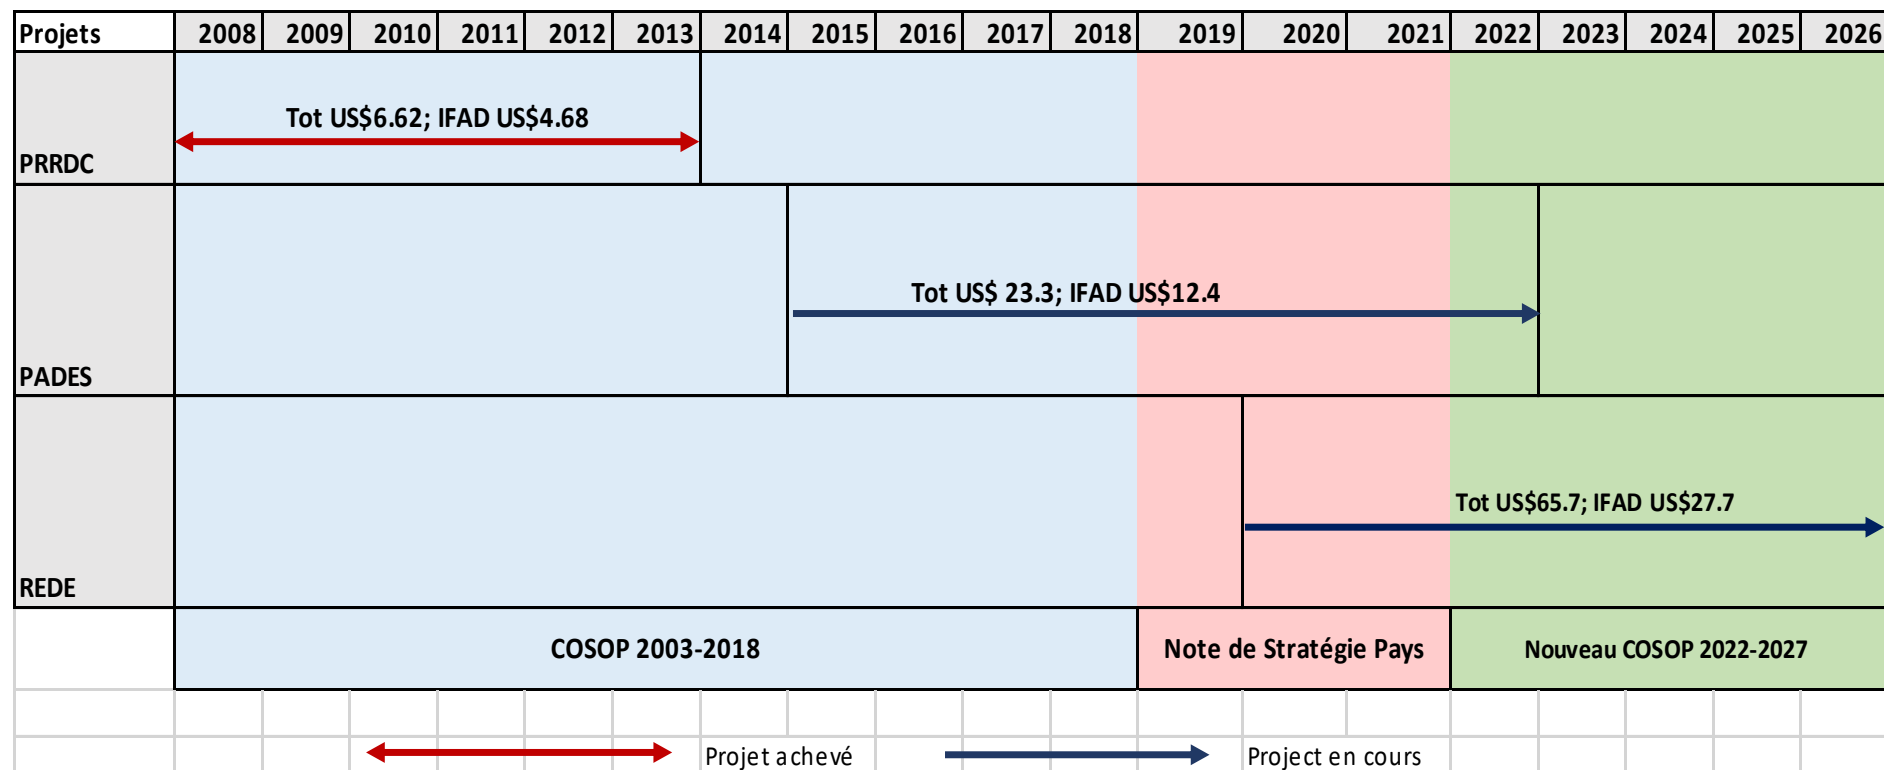 Projets 2008 2009 2010 2011 2012 2013 2014 2015 2016 2017 2018 2019 2020 2021 2022 2023 2024 2025 2026
Tot US$6.62; IFAD US$4.68
PRRDC
Tot US$ 23.3; IFAD US$12.4
PADES
Tot US$65.7; IFAD US$27.7
REDE
COSOP 2003-2018 Note de Stratégie Pays Nouveau COSOP 2022-2027
Projet achevé Project en cours